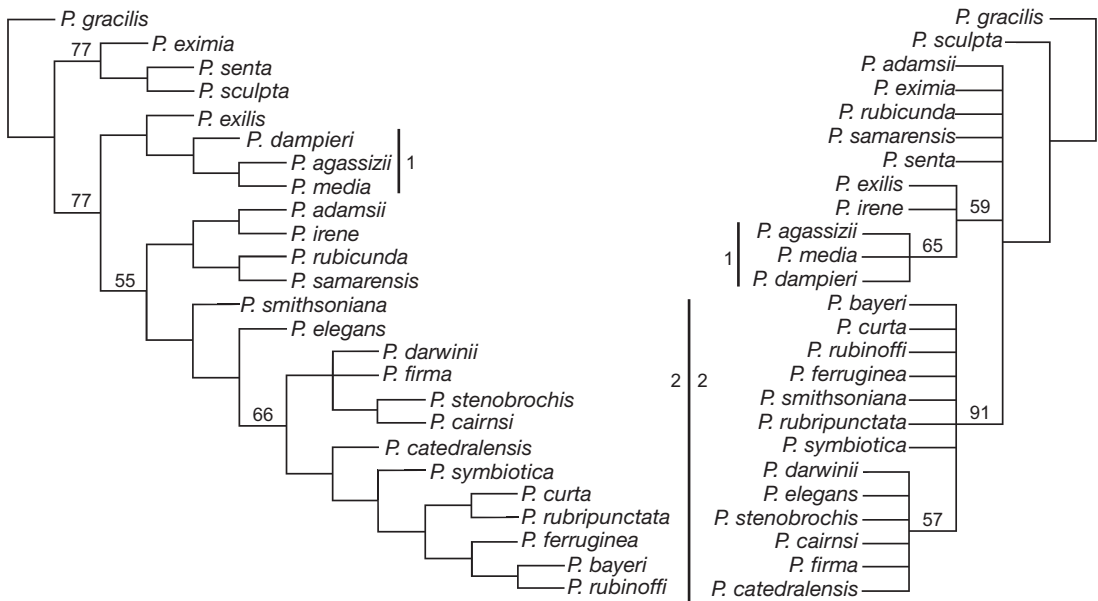 P. gracilis
P. eximia
77
P. senta
P. sculpta
P. exilis
P. dampieri
P. agassizii
1
P. media
77
P. adamsii
P. irene
P. rubicunda
55
P. samarensis
P. smithsoniana
P. elegans
P. darwinii
P. firma
P. stenobrochis
66
P. cairnsi
P. catedralensis
P. symbiotica
P. curta
P. rubripunctata
P. ferruginea
P. bayeri
P. rubinoffi
2
2
P. gracilis
P. sculpta
P. adamsii
P. eximia
P. rubicunda
P. samarensis
P. senta
P. exilis
P. irene
59
P. agassizii
65
P. media
1
P. dampieri
P. bayeri
P. curta
P. rubinoffi
P. ferruginea
P. smithsoniana
P. rubripunctata
91
P. symbiotica
P. darwinii
P. elegans
P. stenobrochis
57
P. cairnsi
P. firma
P. catedralensis